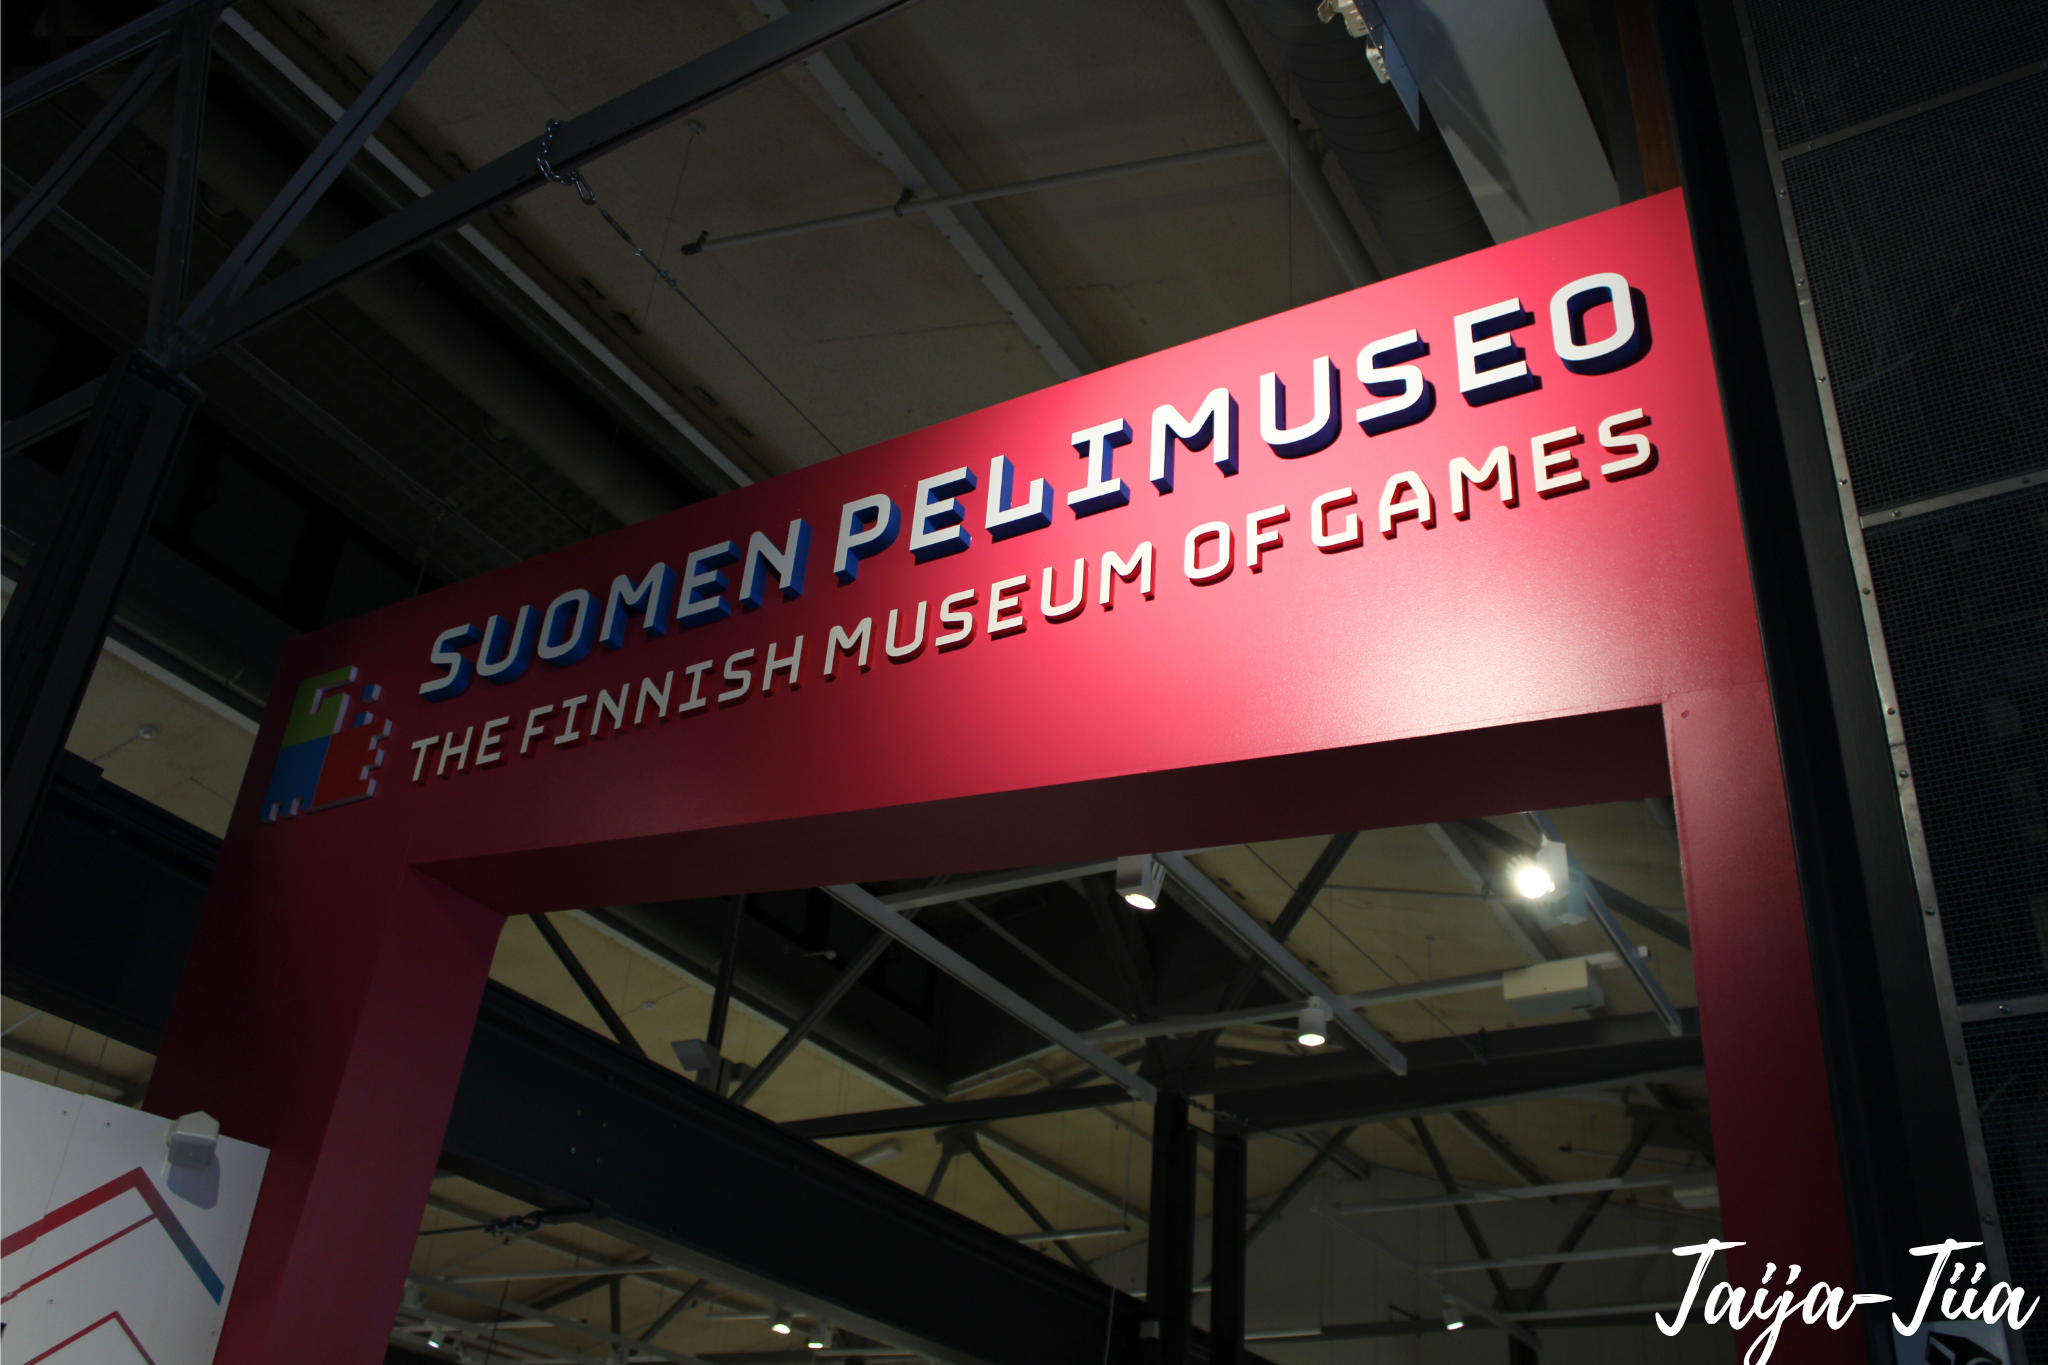 SUOMEN PELIMUSEO
THE FINNISH MUSEUM OF GAMES
Taija-Tiia